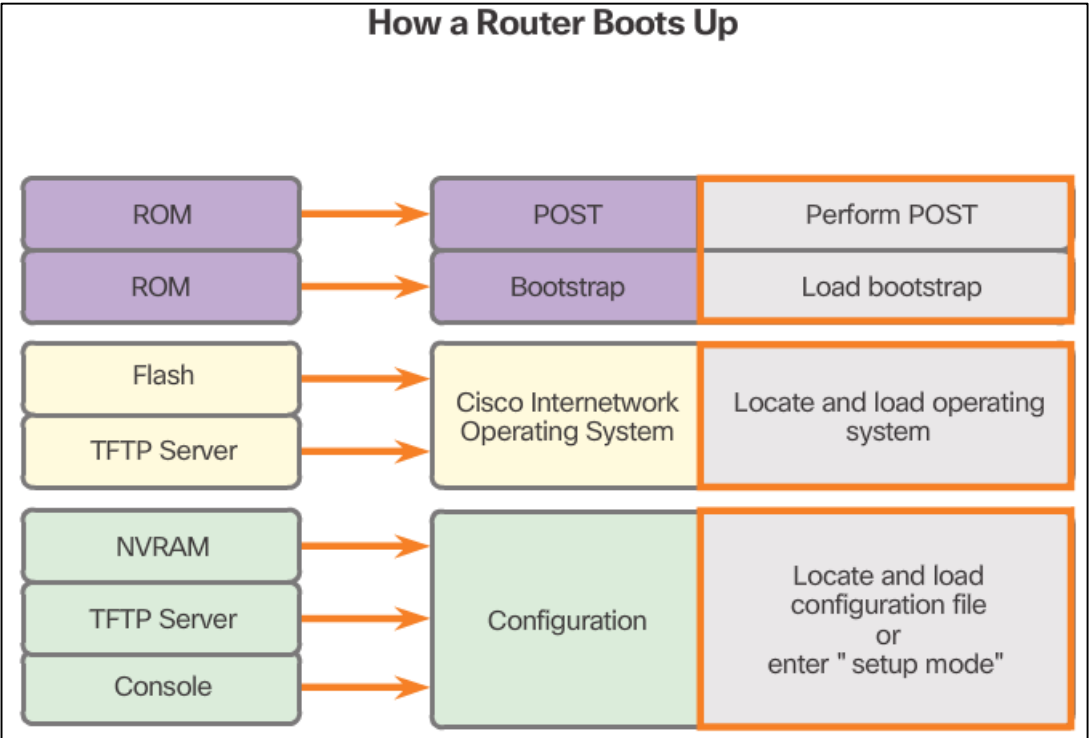 How a Router Boots Up
ROM
POST
Perform POST
ROM
Bootstrap
Load bootstrap
Flash
TFTP Server
Cisco Internetwork
Operating System
Locate and load operating
system
NVRAM
TFTP Server
Console
Configuration
Locate and load
configuration file
or
enter " setup mode"